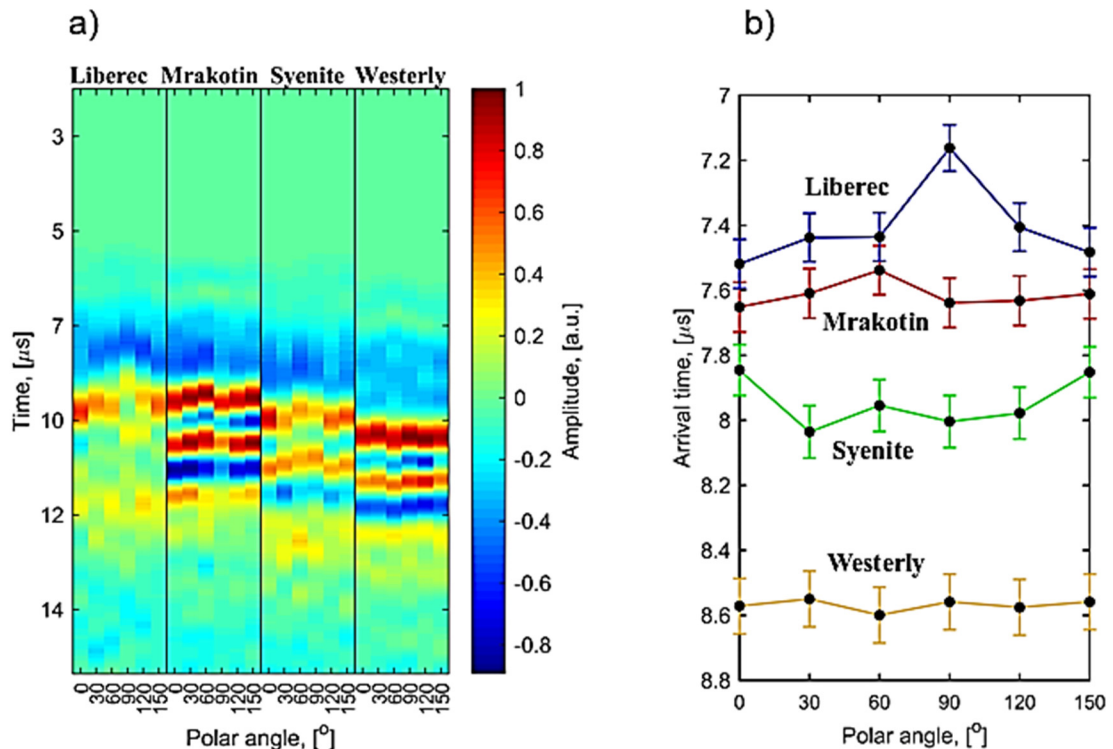 a)
Liberec Mrakotin Syenite Westerly
3
5
7
10
12
14
Time, [μs]
0 30 60 90 120 150 0 30 60 90 120 150 0 30 60 90 120 150 0 30 60 90 120 150
Polar angle, [°]
1
0.8
0.6
0.4
0.2
0
-0.2
-0.4
-0.6
-0.8
Amplitude, [a.u.]
b)
7
7.2
7.4
7.6
7.8
8
8.2
8.4
8.6
8.8
Arrival time, [μs]
Liberec
Mrakotin
Syenite
Westerly
0 30 60 90 120 150
Polar angle, [°]